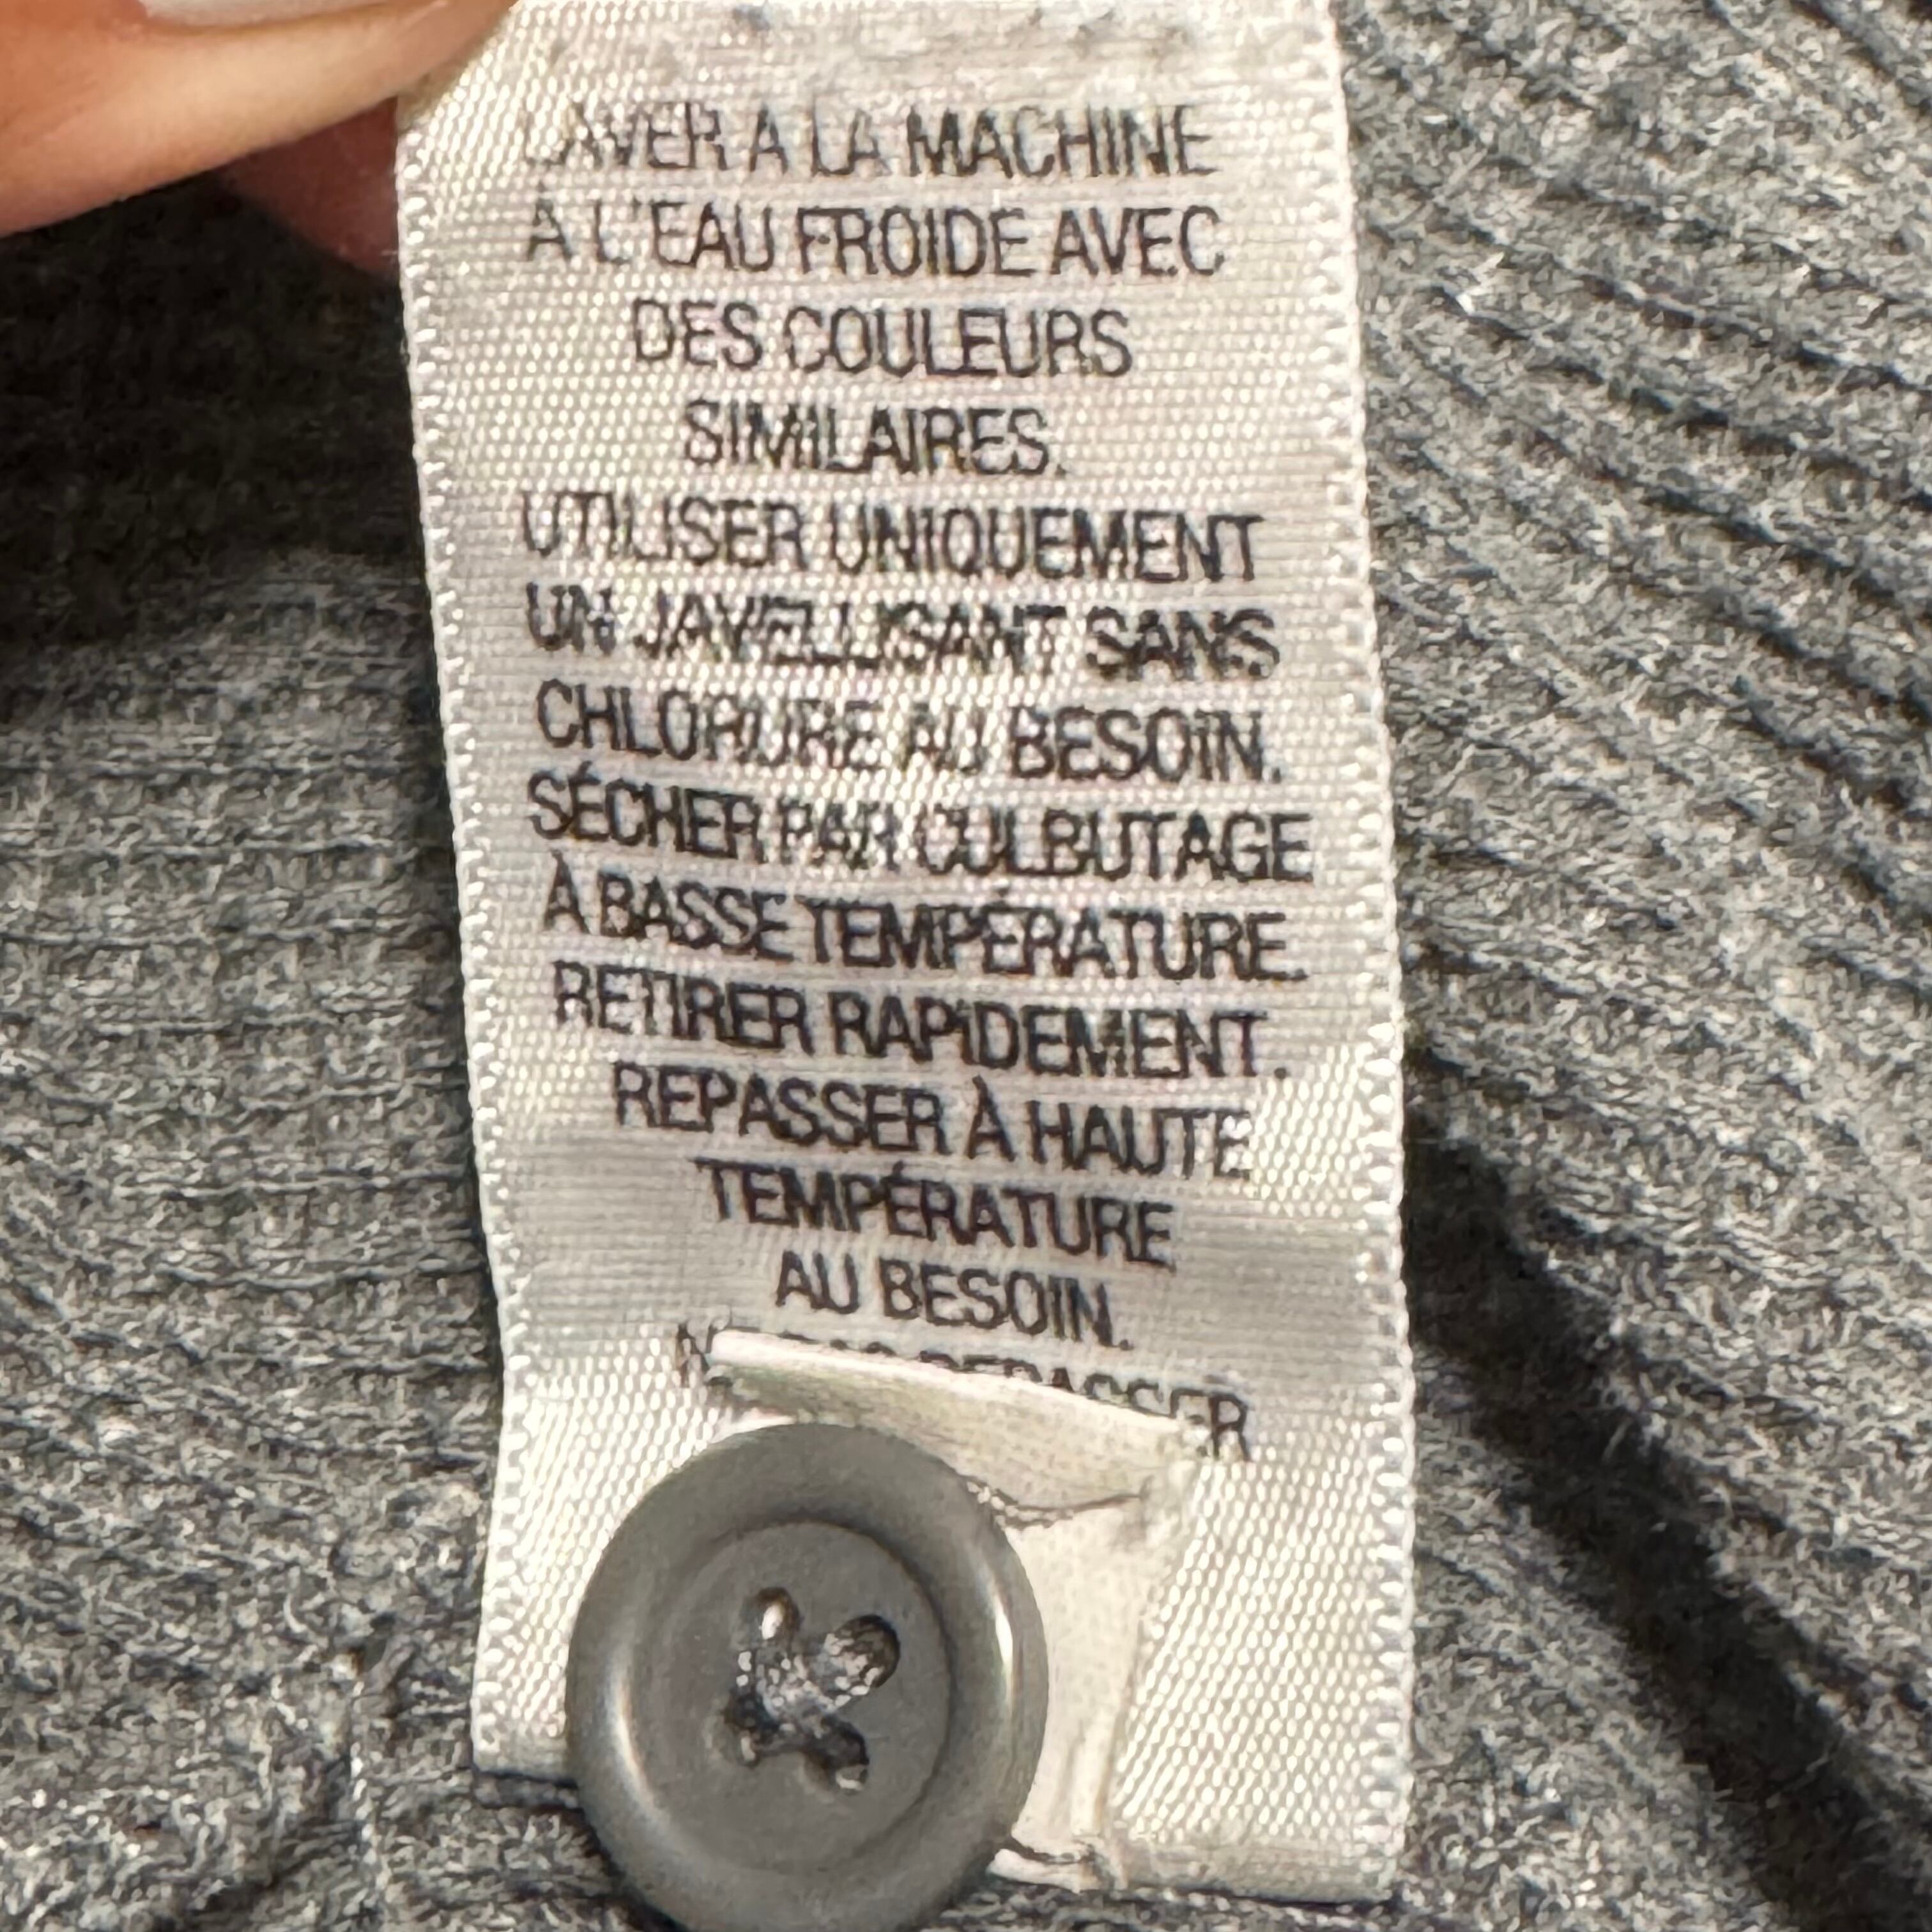 LAVER A LA MACHINE
A L'EAU FROIDE AVEC
DES COULEURS
SIMILAIRES.
UTILISER UNIQUEMENT
UN JAVELLISANT SANS
CHLORURE AU BESOIN.
SÉCHER PAR CULBUTAGE
À BASSE TEMPÉRATURE.
RETIRER RAPIDEMENT.
REPASSER À HAUTE
TEMPÉRATURE
AU BESOIN.
REPASSER